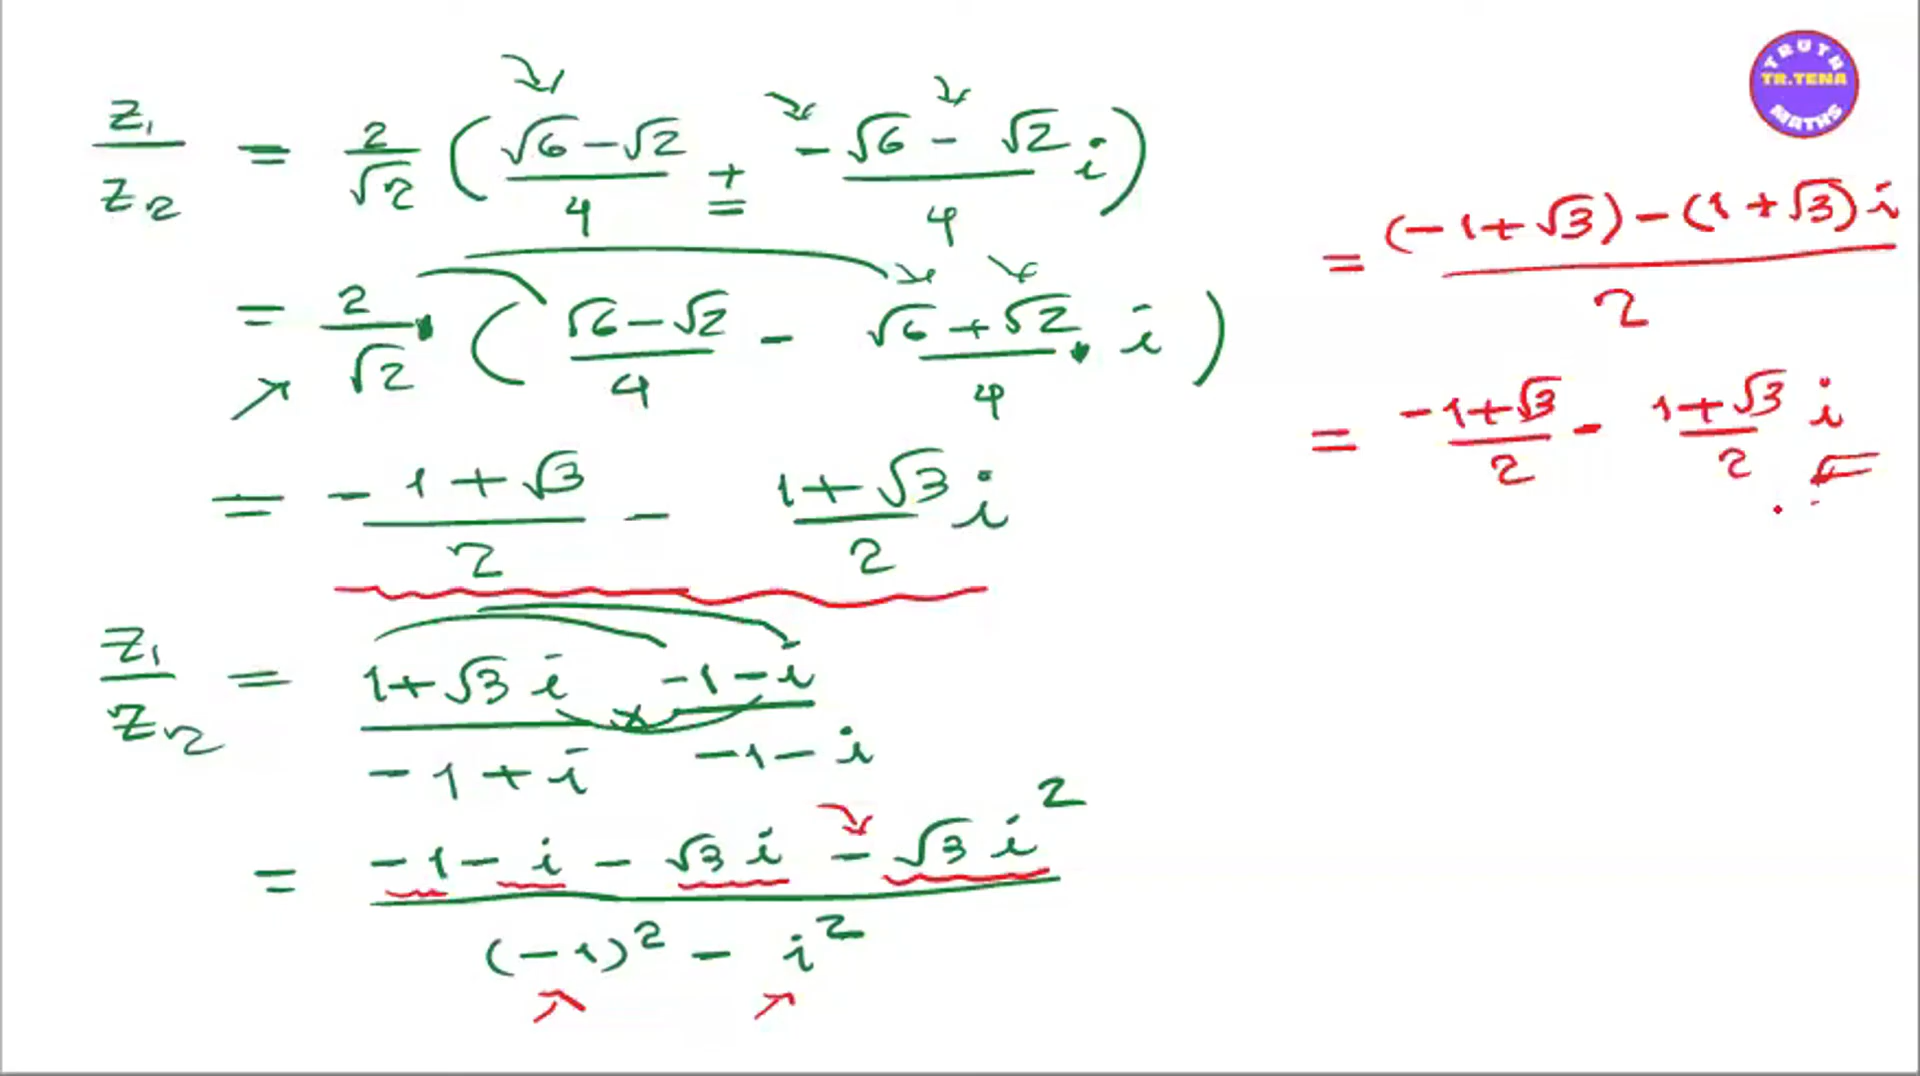 z₁/z₂ = 2/√2 ( (√6 − √2)/4 + (−√6 − √2)/4 i )
= 2/√2 · ( (√6 − √2)/4 − (√6 + √2)/4 · i )
= (−1 + √3)/2 − (1 + √3)/2 i
z₁/z₂ = (1 + √3 i)/(−1 + i) × (−1 − i)/(−1 − i)
= (−1 − i − √3 i − √3 i²)/((−1)² − i²)
= ((−1 + √3) − (1 + √3) i)/2
= (−1 + √3)/2 − (1 + √3)/2 i
TRUTH
TR.TENA
MATHS